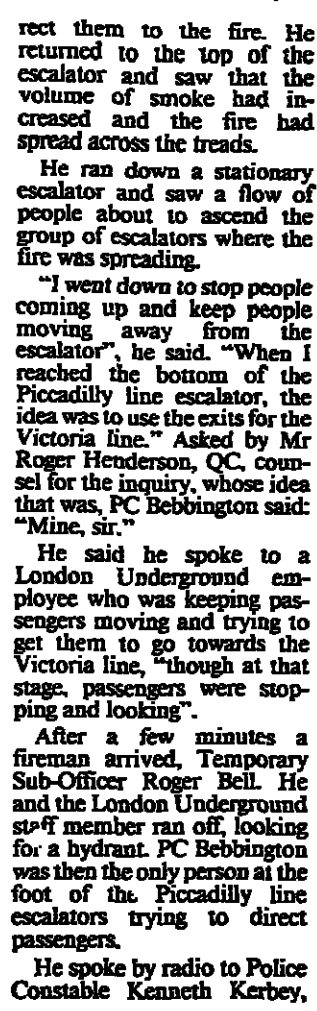 rect them to the fire. He
returned to the top of the
escalator and saw that the
volume of smoke had in-
creased and the fire had
spread across the treads.
He ran down a stationary
escalator and saw a flow of
people about to ascend the
group of escalators where the
fire was spreading.
"I went down to stop people
coming up and keep people
moving away from the
escalator", he said. "When I
reached the bottom of the
Piccadilly line escalator, the
idea was to use the exits for the
Victoria line." Asked by Mr
Roger Henderson, QC, coun-
sel for the inquiry, whose idea
that was, PC Bebbington said:
"Mine, sir."
He said he spoke to a
London Underground em-
ployee who was keeping pas-
sengers moving and trying to
get them to go towards the
Victoria line, "though at that
stage, passengers were stop-
ping and looking".
After a few minutes a
fireman arrived, Temporary
Sub-Officer Roger Bell. He
and the London Underground
staff member ran off, looking
for a hydrant. PC Bebbington
was then the only person at the
foot of the Piccadilly line
escalators trying to direct
passengers.
He spoke by radio to Police
Constable Kenneth Kerbey,